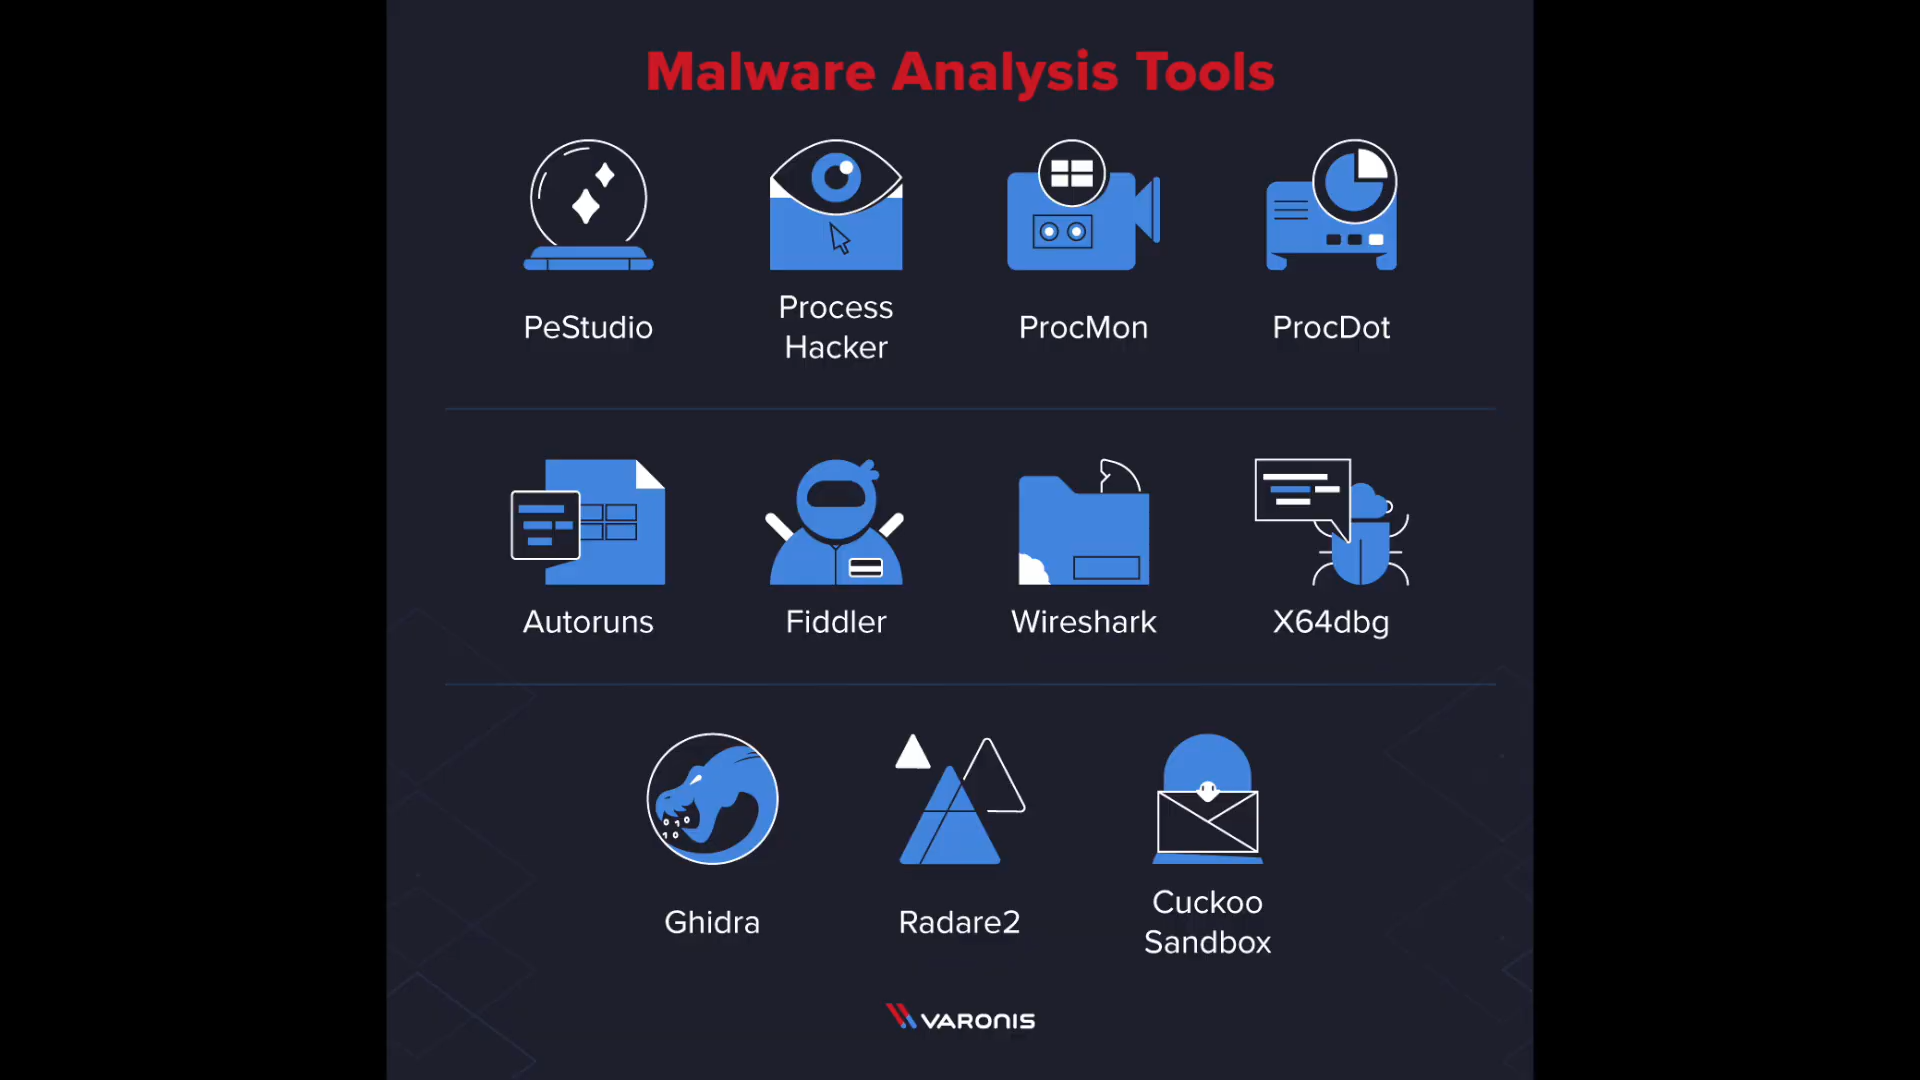 Malware Analysis Tools
PeStudio
Process
Hacker
ProcMon
ProcDot
Autoruns
Fiddler
Wireshark
X64dbg
Ghidra
Radare2
Cuckoo
Sandbox
VARONIS